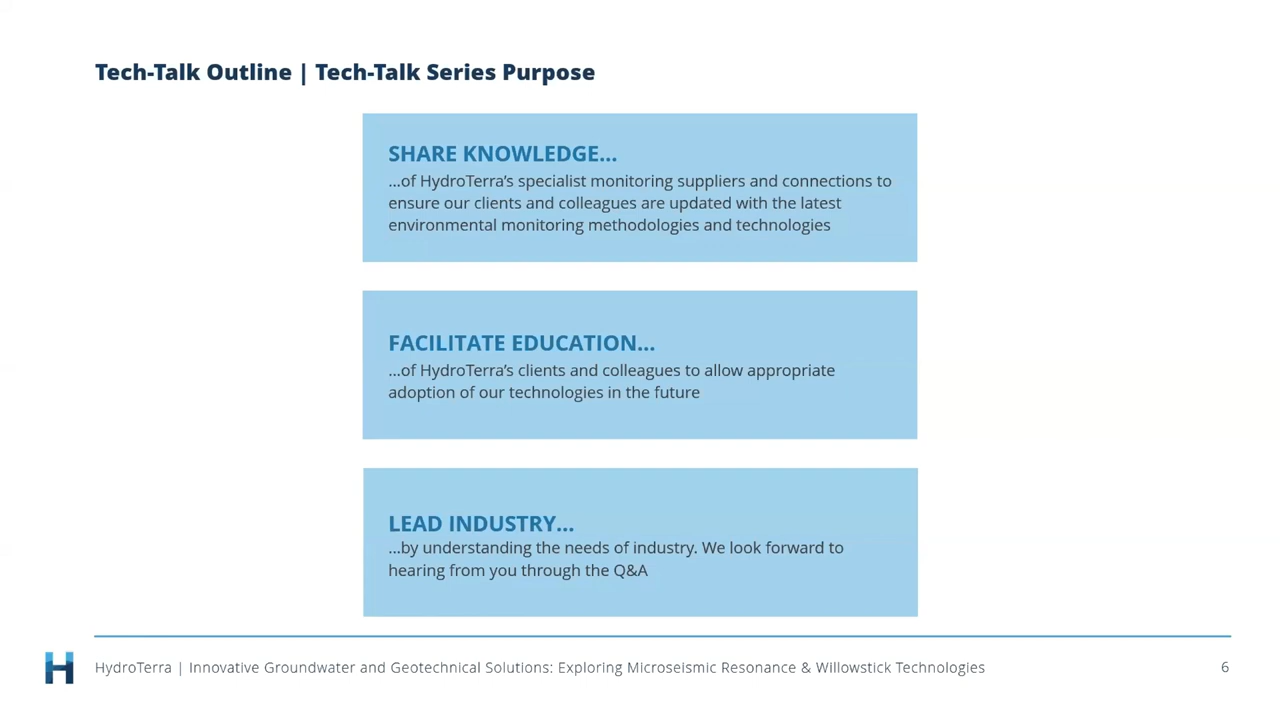 Tech-Talk Outline | Tech-Talk Series Purpose
SHARE KNOWLEDGE...
...of HydroTerra's specialist monitoring suppliers and connections to
ensure our clients and colleagues are updated with the latest
environmental monitoring methodologies and technologies
FACILITATE EDUCATION...
...of HydroTerra's clients and colleagues to allow appropriate
adoption of our technologies in the future
LEAD INDUSTRY...
...by understanding the needs of industry. We look forward to
hearing from you through the Q&A
HydroTerra | Innovative Groundwater and Geotechnical Solutions: Exploring Microseismic Resonance & Willowstick Technologies
6